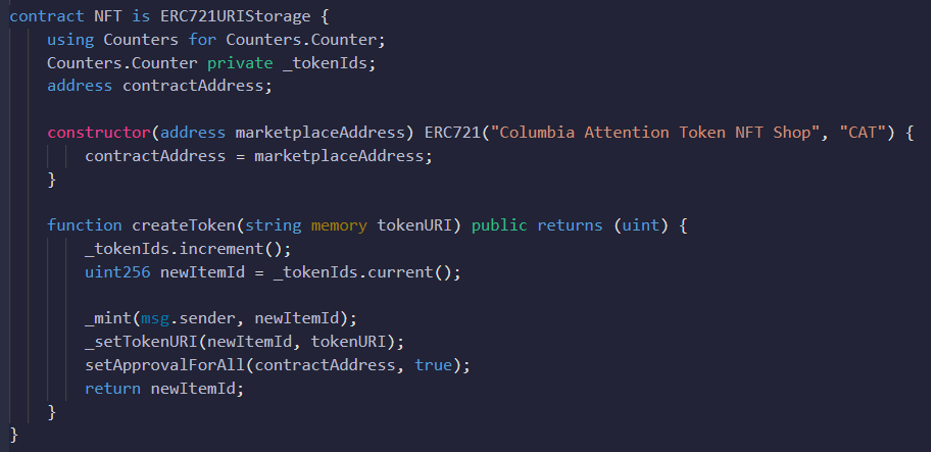 contract NFT is ERC721URIStorage {
using Counters for Counters.Counter;
Counters.Counter private _tokenIds;
address contractAddress;
constructor(address marketplaceAddress) ERC721("Columbia Attention Token NFT Shop", "CAT") {
contractAddress = marketplaceAddress;
}
function createToken(string memory tokenURI) public returns (uint) {
_tokenIds.increment();
uint256 newItemId = _tokenIds.current();
_mint(msg.sender, newItemId);
_setTokenURI(newItemId, tokenURI);
setApprovalForAll(contractAddress, true);
return newItemId;
}
}